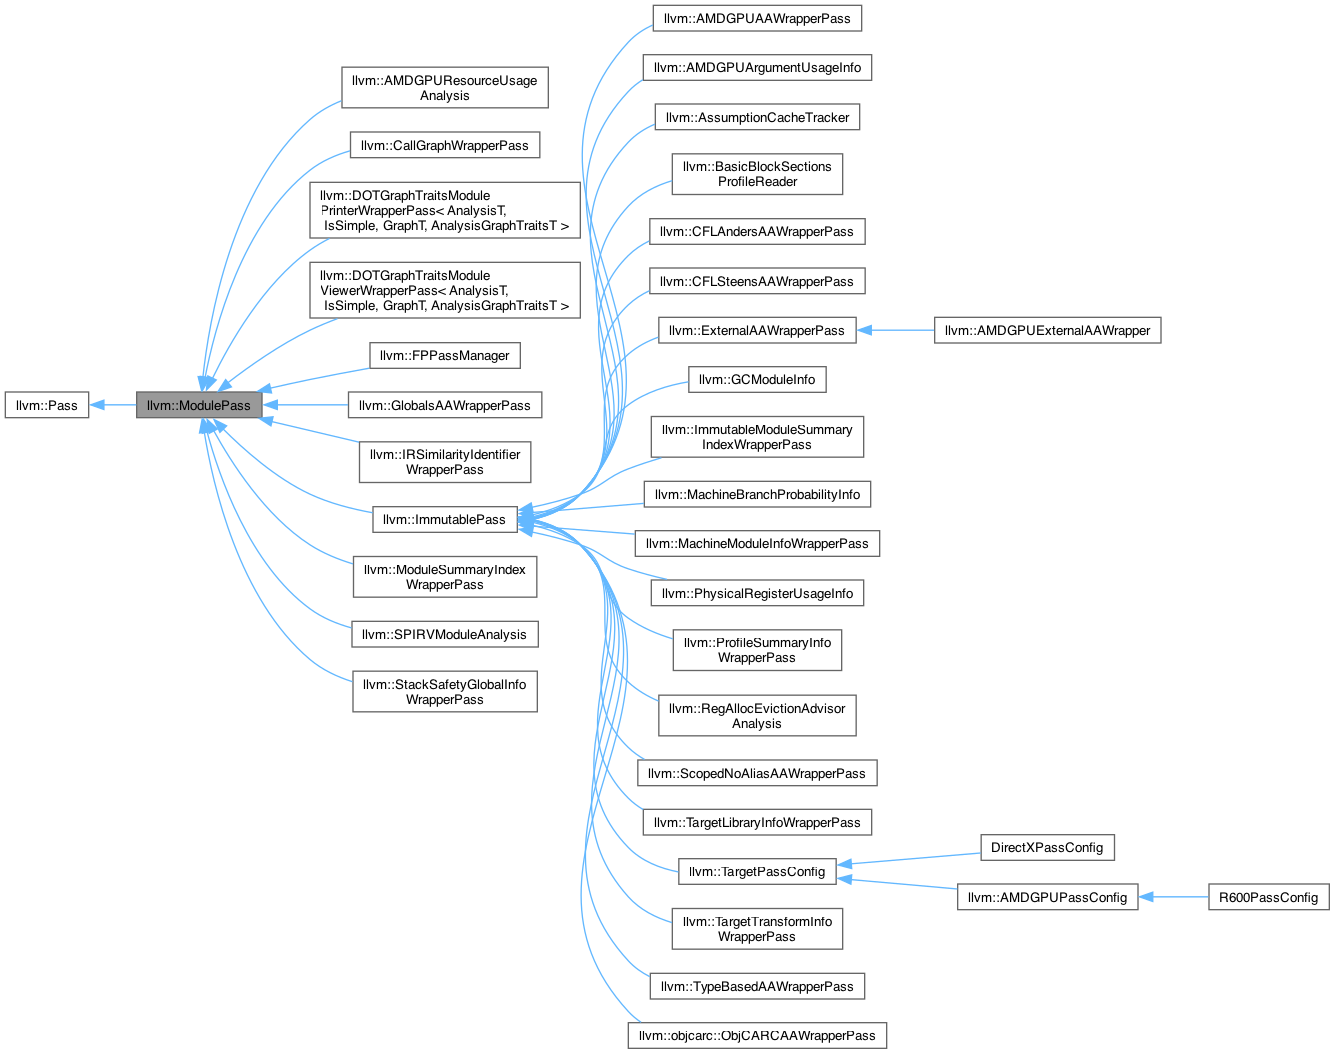 llvm::Pass
llvm::ModulePass
llvm::AMDGPUResourceUsage
Analysis
llvm::CallGraphWrapperPass
llvm::DOTGraphTraitsModule
PrinterWrapperPass< AnalysisT,
IsSimple, GraphT, AnalysisGraphTraitsT >
llvm::DOTGraphTraitsModule
ViewerWrapperPass< AnalysisT,
IsSimple, GraphT, AnalysisGraphTraitsT >
llvm::FPPassManager
llvm::GlobalsAAWrapperPass
llvm::IRSimilarityIdentifier
WrapperPass
llvm::ImmutablePass
llvm::ModuleSummaryIndex
WrapperPass
llvm::SPIRVModuleAnalysis
llvm::StackSafetyGlobalInfo
WrapperPass
llvm::AMDGPUAAWrapperPass
llvm::AMDGPUArgumentUsageInfo
llvm::AssumptionCacheTracker
llvm::BasicBlockSections
ProfileReader
llvm::CFLAndersAAWrapperPass
llvm::CFLSteensAAWrapperPass
llvm::ExternalAAWrapperPass
llvm::AMDGPUExternalAAWrapper
llvm::GCModuleInfo
llvm::ImmutableModuleSummary
IndexWrapperPass
llvm::MachineBranchProbabilityInfo
llvm::MachineModuleInfoWrapperPass
llvm::PhysicalRegisterUsageInfo
llvm::ProfileSummaryInfo
WrapperPass
llvm::RegAllocEvictionAdvisor
Analysis
llvm::ScopedNoAliasAAWrapperPass
llvm::TargetLibraryInfoWrapperPass
llvm::TargetPassConfig
DirectXPassConfig
llvm::AMDGPUPassConfig
R600PassConfig
llvm::TargetTransformInfo
WrapperPass
llvm::TypeBasedAAWrapperPass
llvm::objcarc::ObjCARCAAWrapperPass